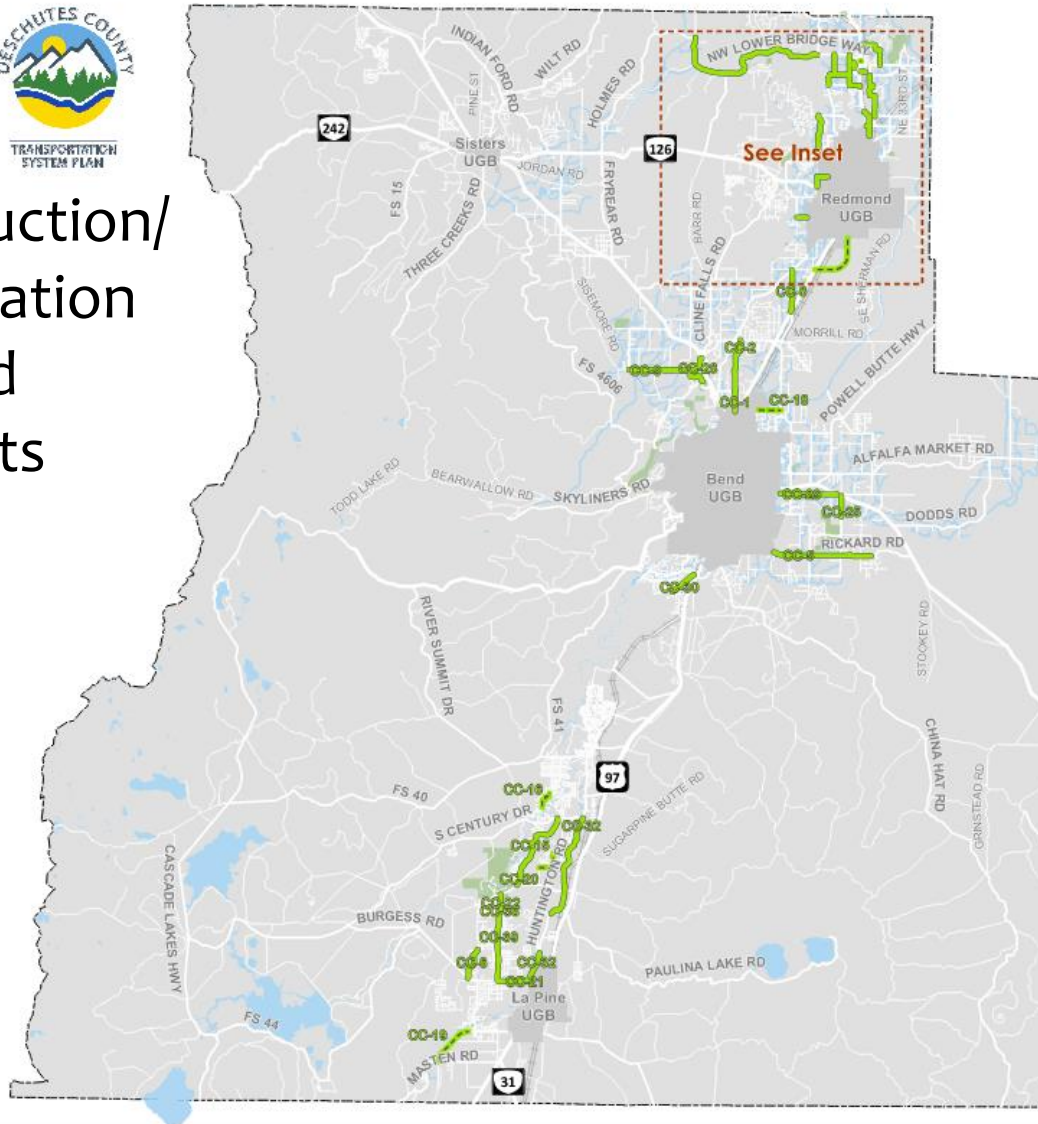 DESCHUTES COUNTY
TRANSPORTATION
SYSTEM PLAN
uction/
ation
d
ts
INDIAN FORD RD
WILT RD
PINE ST
HOLMES RD
NW LOWER BRIDGE WAY
NE 33RD ST
242
Sisters
UGB
126
See Inset
JORDAN RD
FS 15
FRYREAR RD
THREE CREEKS RD
BARR RD
Redmond
UGB
SE SHERMAN RD
SISEMORE RD
CLINE FALLS RD
MORRILL RD
CC-2
FS 4606
POWELL BUTTE HWY
CC-1
ALFALFA MARKET RD
TODD LAKE RD
BEARWALLOW RD
SKYLINERS RD
Bend
UGB
DODDS RD
RICKARD RD
RIVER SUMMIT DR
STOOKEY RD
FS 41
CHINA HAT RD
97
FS 40
SUGARPINE BUTTE RD
GRINSTEAD RD
S CENTURY DR
CASCADE LAKES HWY
HUNTINGTON RD
BURGESS RD
CC-21
PAULINA LAKE RD
La Pine
UGB
FS 44
CC-19
MASTEN RD
31